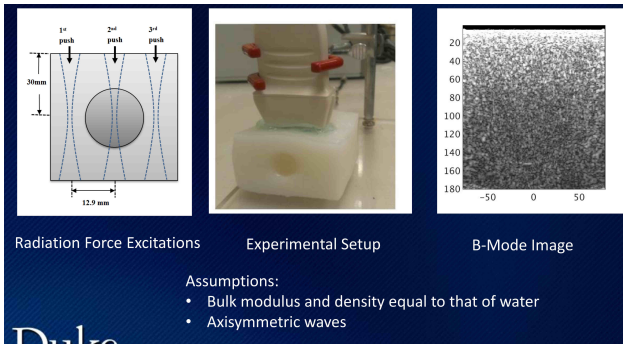 1st 2nd 3rd
push push push
30mm
12.9 mm
20
40
60
80
100
120
140
160
180
−50 0 50
Radiation Force Excitations
Experimental Setup
B-Mode Image
Assumptions:
• Bulk modulus and density equal to that of water
• Axisymmetric waves
Duke